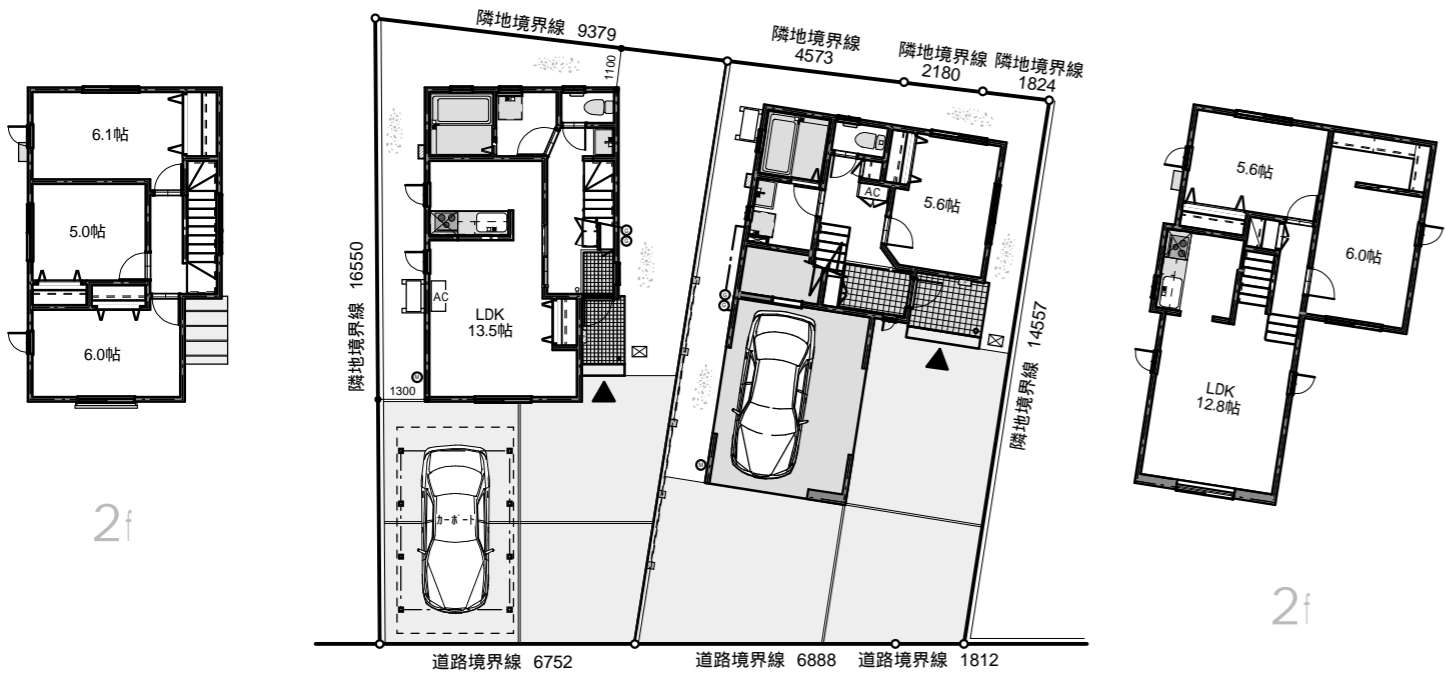 隣地境界線 9379
隣地境界線
4573
隣地境界線
2180
隣地境界線
1824
1100
6.1帖
5.0帖
6.0帖
2f
隣地境界線 16550
AC
LDK
13.5帖
1300
カーポート
AC
5.6帖
隣地境界線 14557
5.6帖
6.0帖
LDK
12.8帖
2f
道路境界線 6752
道路境界線 6888
道路境界線 1812